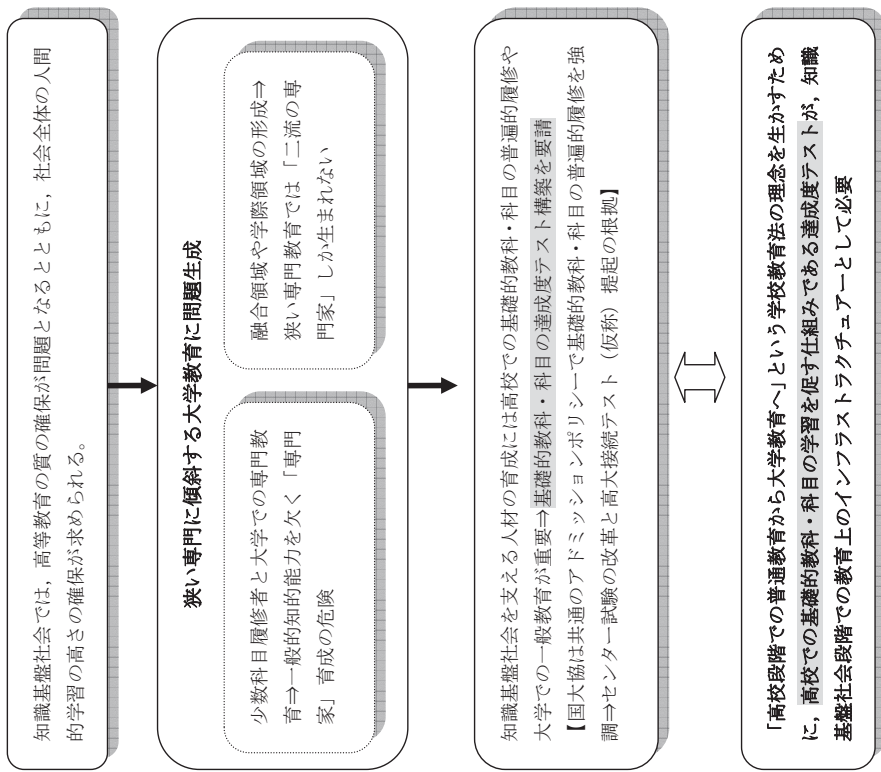 知識基盤社会では，高等教育の質の確保が問題となるとともに，社会全体の人間
的学習の高さの確保が求められる。
狭い専門に傾斜する大学教育に問題生成
少数科目履修者と大学での専門教
育⇒一般的知的能力を欠く「専門
家」育成の危険
融合領域や学際領域の形成⇒
狭い専門教育では「二流の専
門家」しか生まれない
知識基盤社会を支える人材の育成には高校での基礎的教科・科目の普遍的履修や
大学での一般教育が重要⇒基礎的教科・科目の達成度テスト構築を要請
【国大協は共通のアドミッションポリシーで基礎的教科・科目の普遍的履修を強
調⇒センター試験の改革と高大接続テスト（仮称）提起の根拠】
「高校段階での普通教育から大学教育へ」という学校教育法の理念を生かすため
に，高校での基礎的教科・科目の学習を促す仕組みである達成度テストが，知識
基盤社会段階での教育上のインフラストラクチュアーとして必要